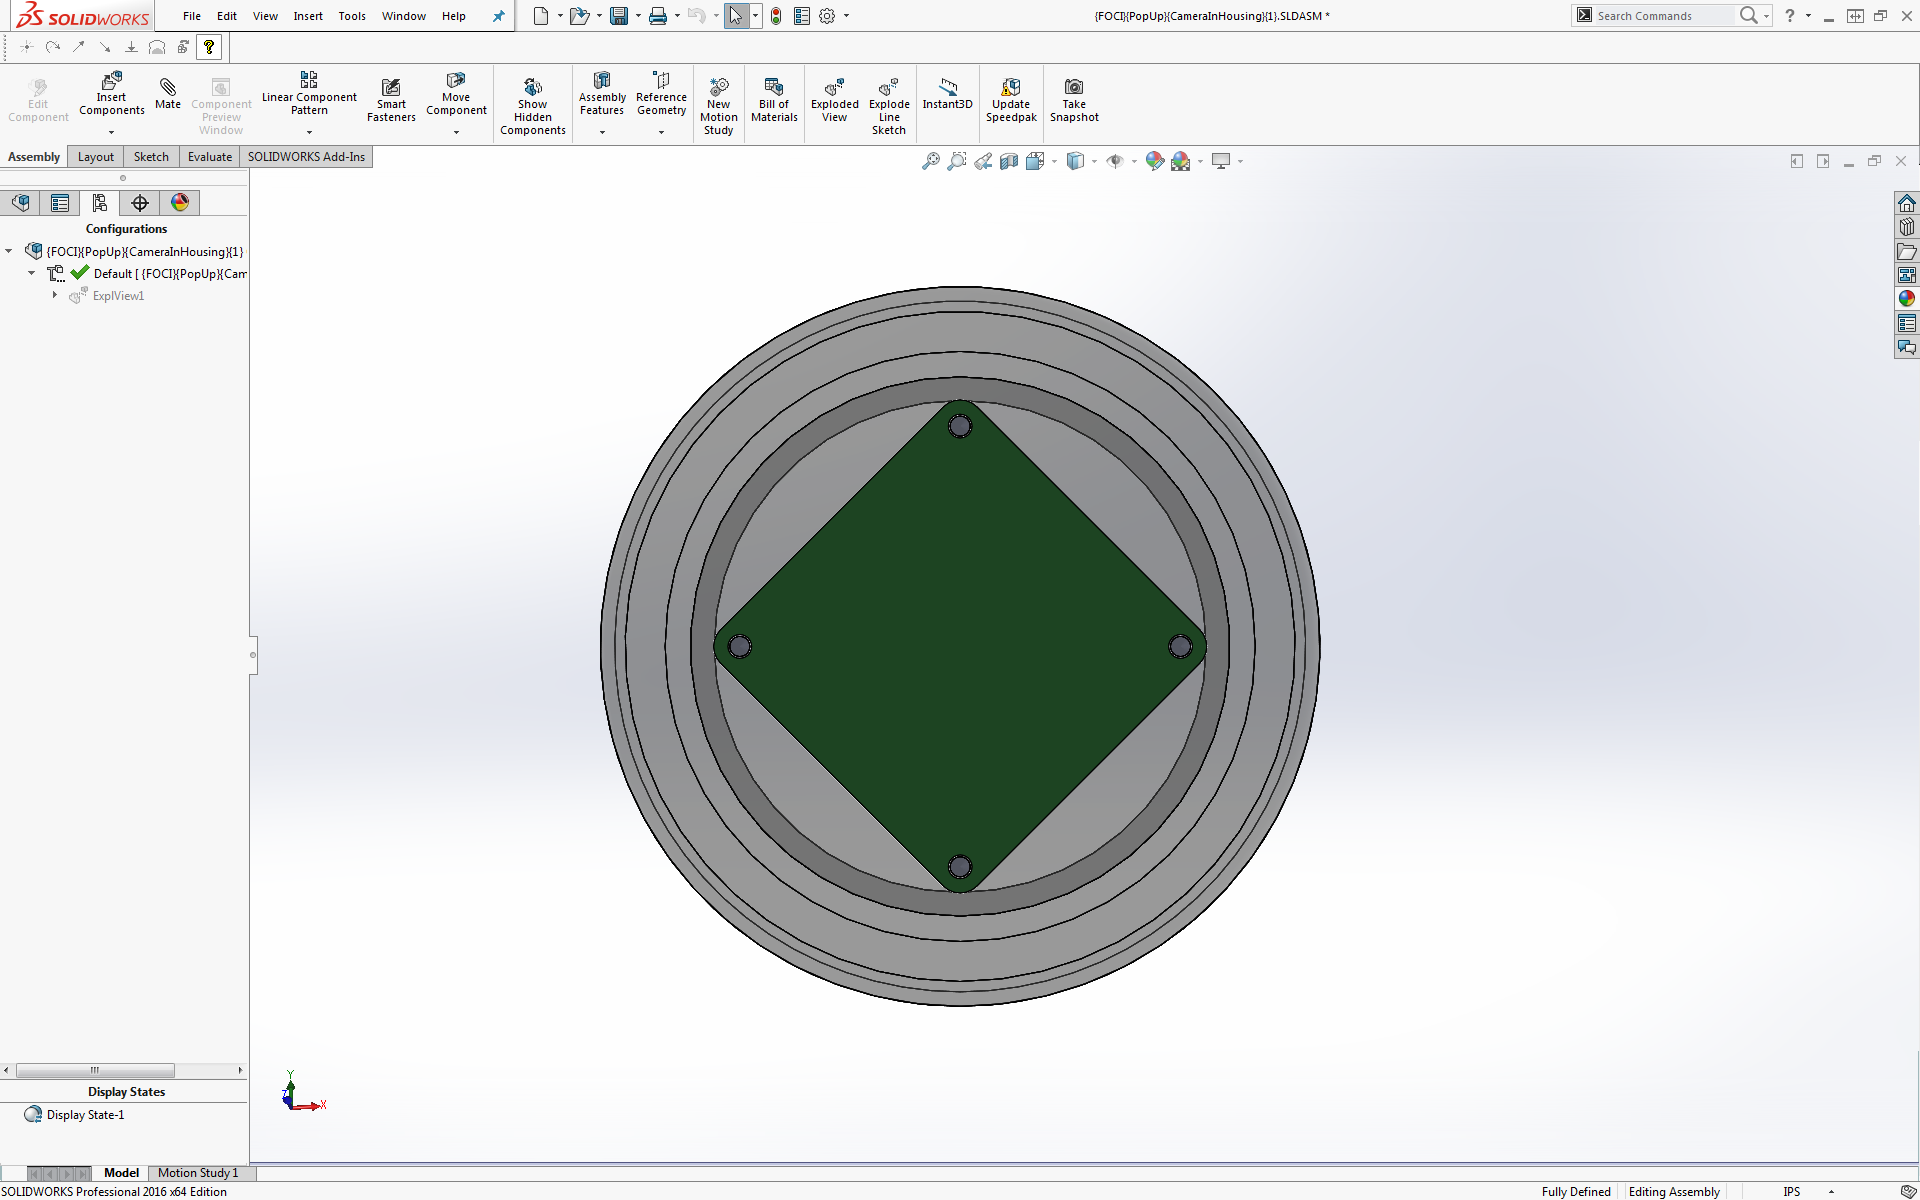 SOLIDWORKS File Edit View Insert Tools Window Help {FOCI}{PopUp}{CameraInHousing}{1}.SLDASM * Search Commands ?
?
Edit Component
Insert Components
Mate
Component Preview Window
Linear Component Pattern
Smart Fasteners
Move Component
Show Hidden Components
Assembly Features
Reference Geometry
New Motion Study
Bill of Materials
Exploded View
Explode Line Sketch
Instant3D
Update Speedpak
Take Snapshot
Assembly Layout Sketch Evaluate SOLIDWORKS Add-Ins
Configurations
{FOCI}{PopUp}{CameraInHousing}{1}
Default [ {FOCI}{PopUp}{Cam
ExplView1
Display States
Display State-1
Y
Z
X
Model Motion Study 1
SOLIDWORKS Professional 2016 x64 Edition Fully Defined Editing Assembly IPS